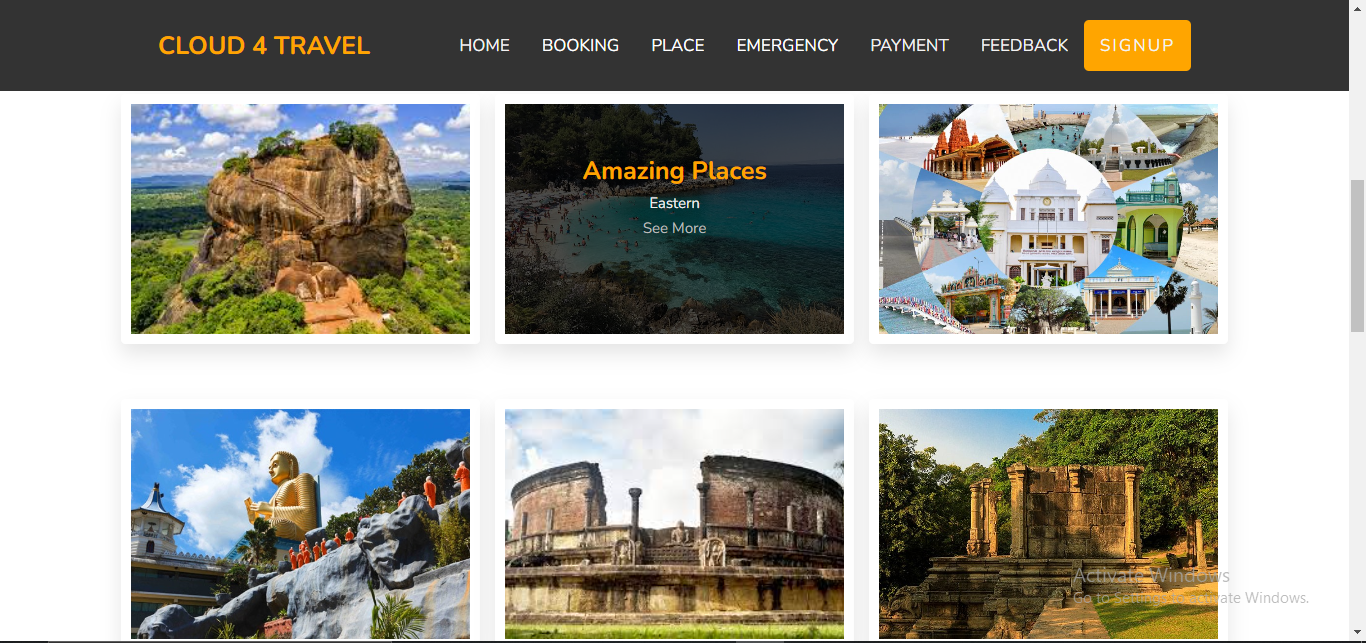 CLOUD 4 TRAVEL
HOME BOOKING PLACE EMERGENCY PAYMENT FEEDBACK SIGNUP
Amazing Places
Eastern
See More
Activate Windows
Go to Settings to activate Windows.